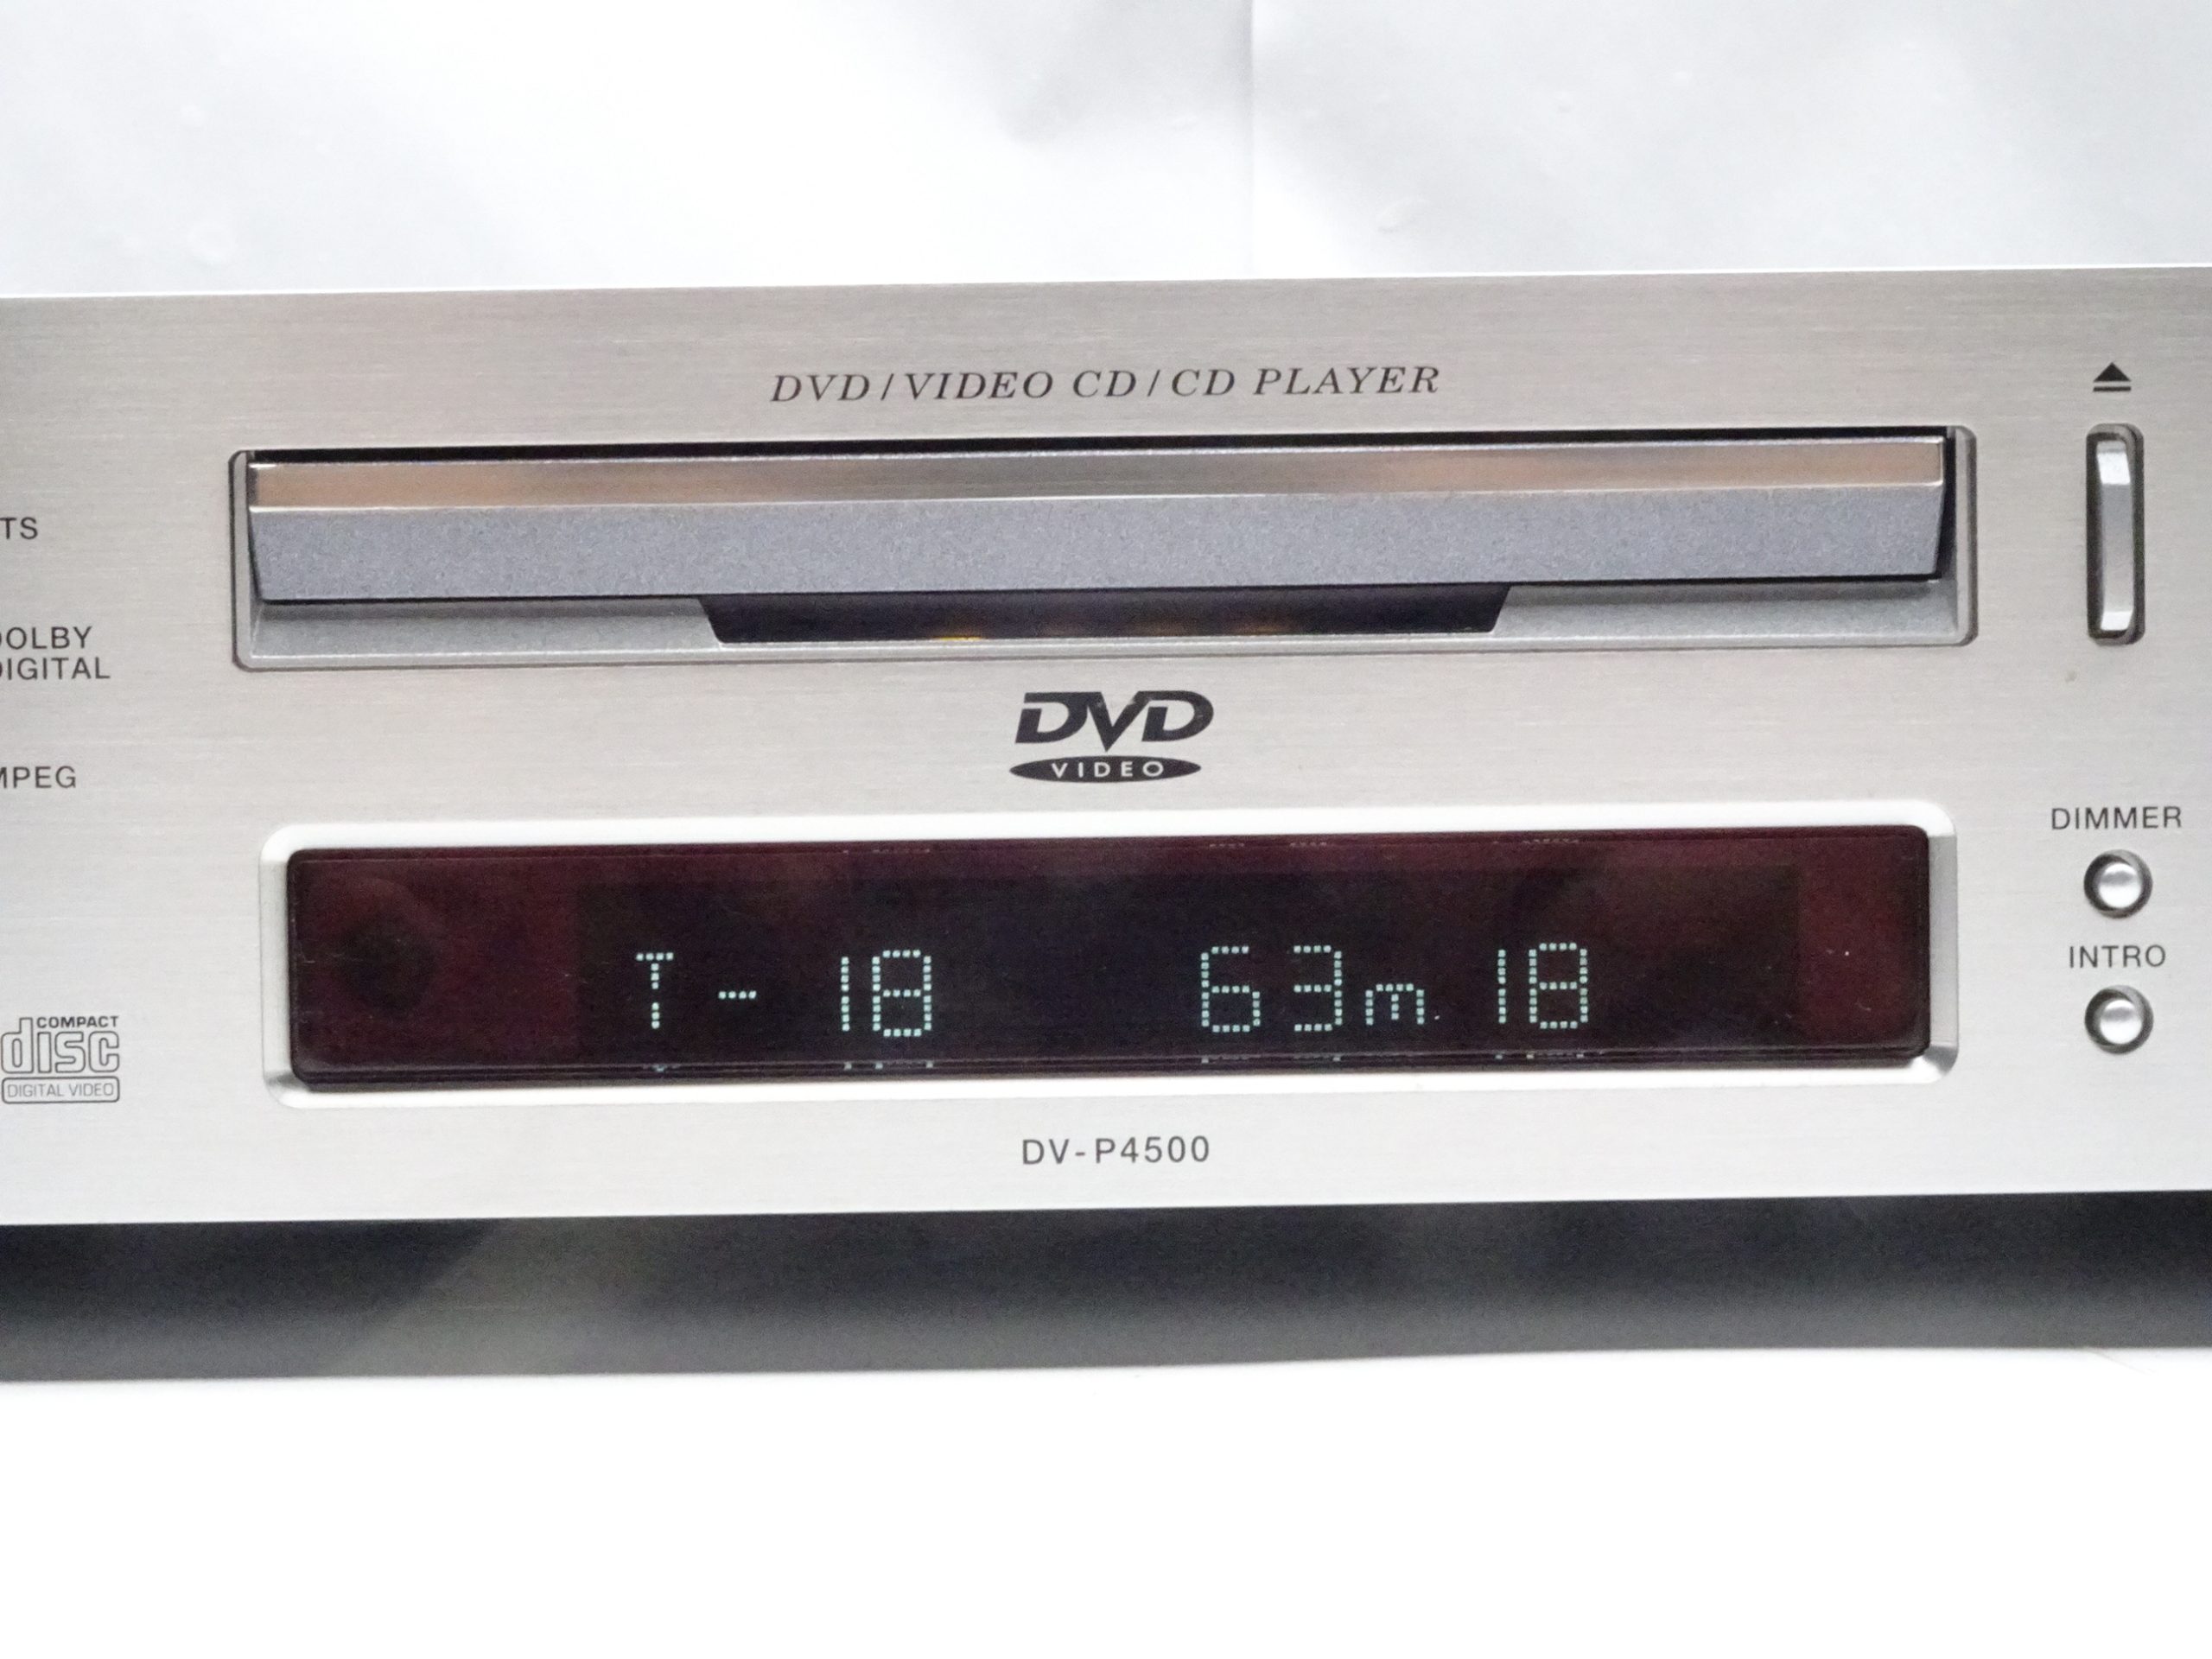 DVD/VIDEO CD/CD PLAYER
TS
OLBY
DIGITAL
DVD
VIDEO
MPEG
DIMMER
INTRO
T- 18 63m 18
COMPACT
disc
DIGITAL VIDEO
DV-P4500